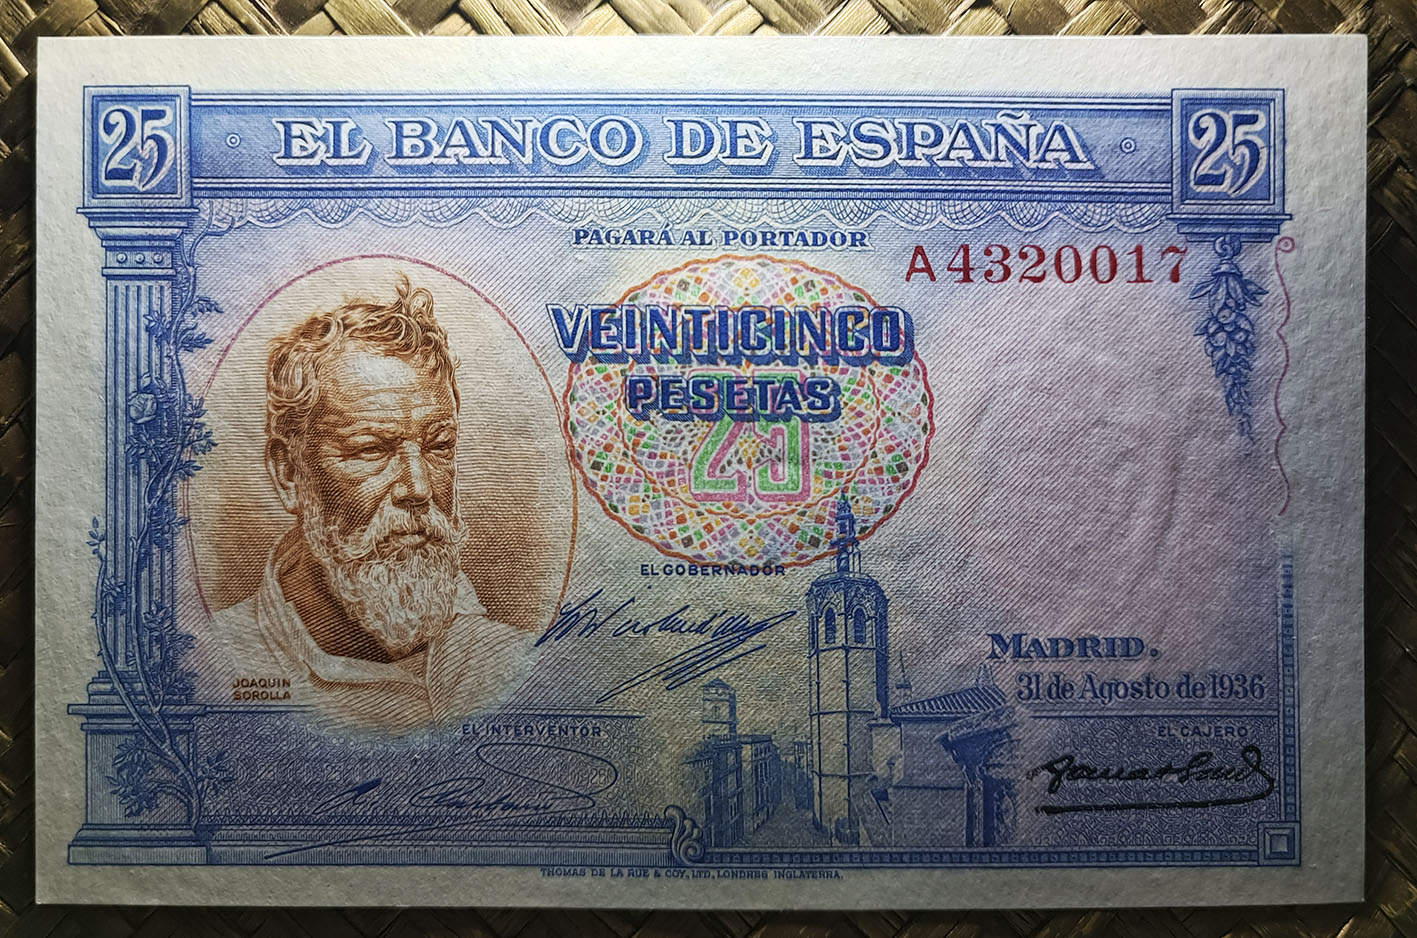 25 EL BANCO DE ESPAÑA 25
PAGARÁ AL PORTADOR
A4320017
VEINTICINCO
PESETAS
25
EL GOBERNADOR
JOAQUIN
SOROLLA
MADRID.
31 de Agosto de 1936
EL INTERVENTOR
EL CAJERO
THOMAS DE LA RUE & COY., LTD., LONDRES INGLATERRA.